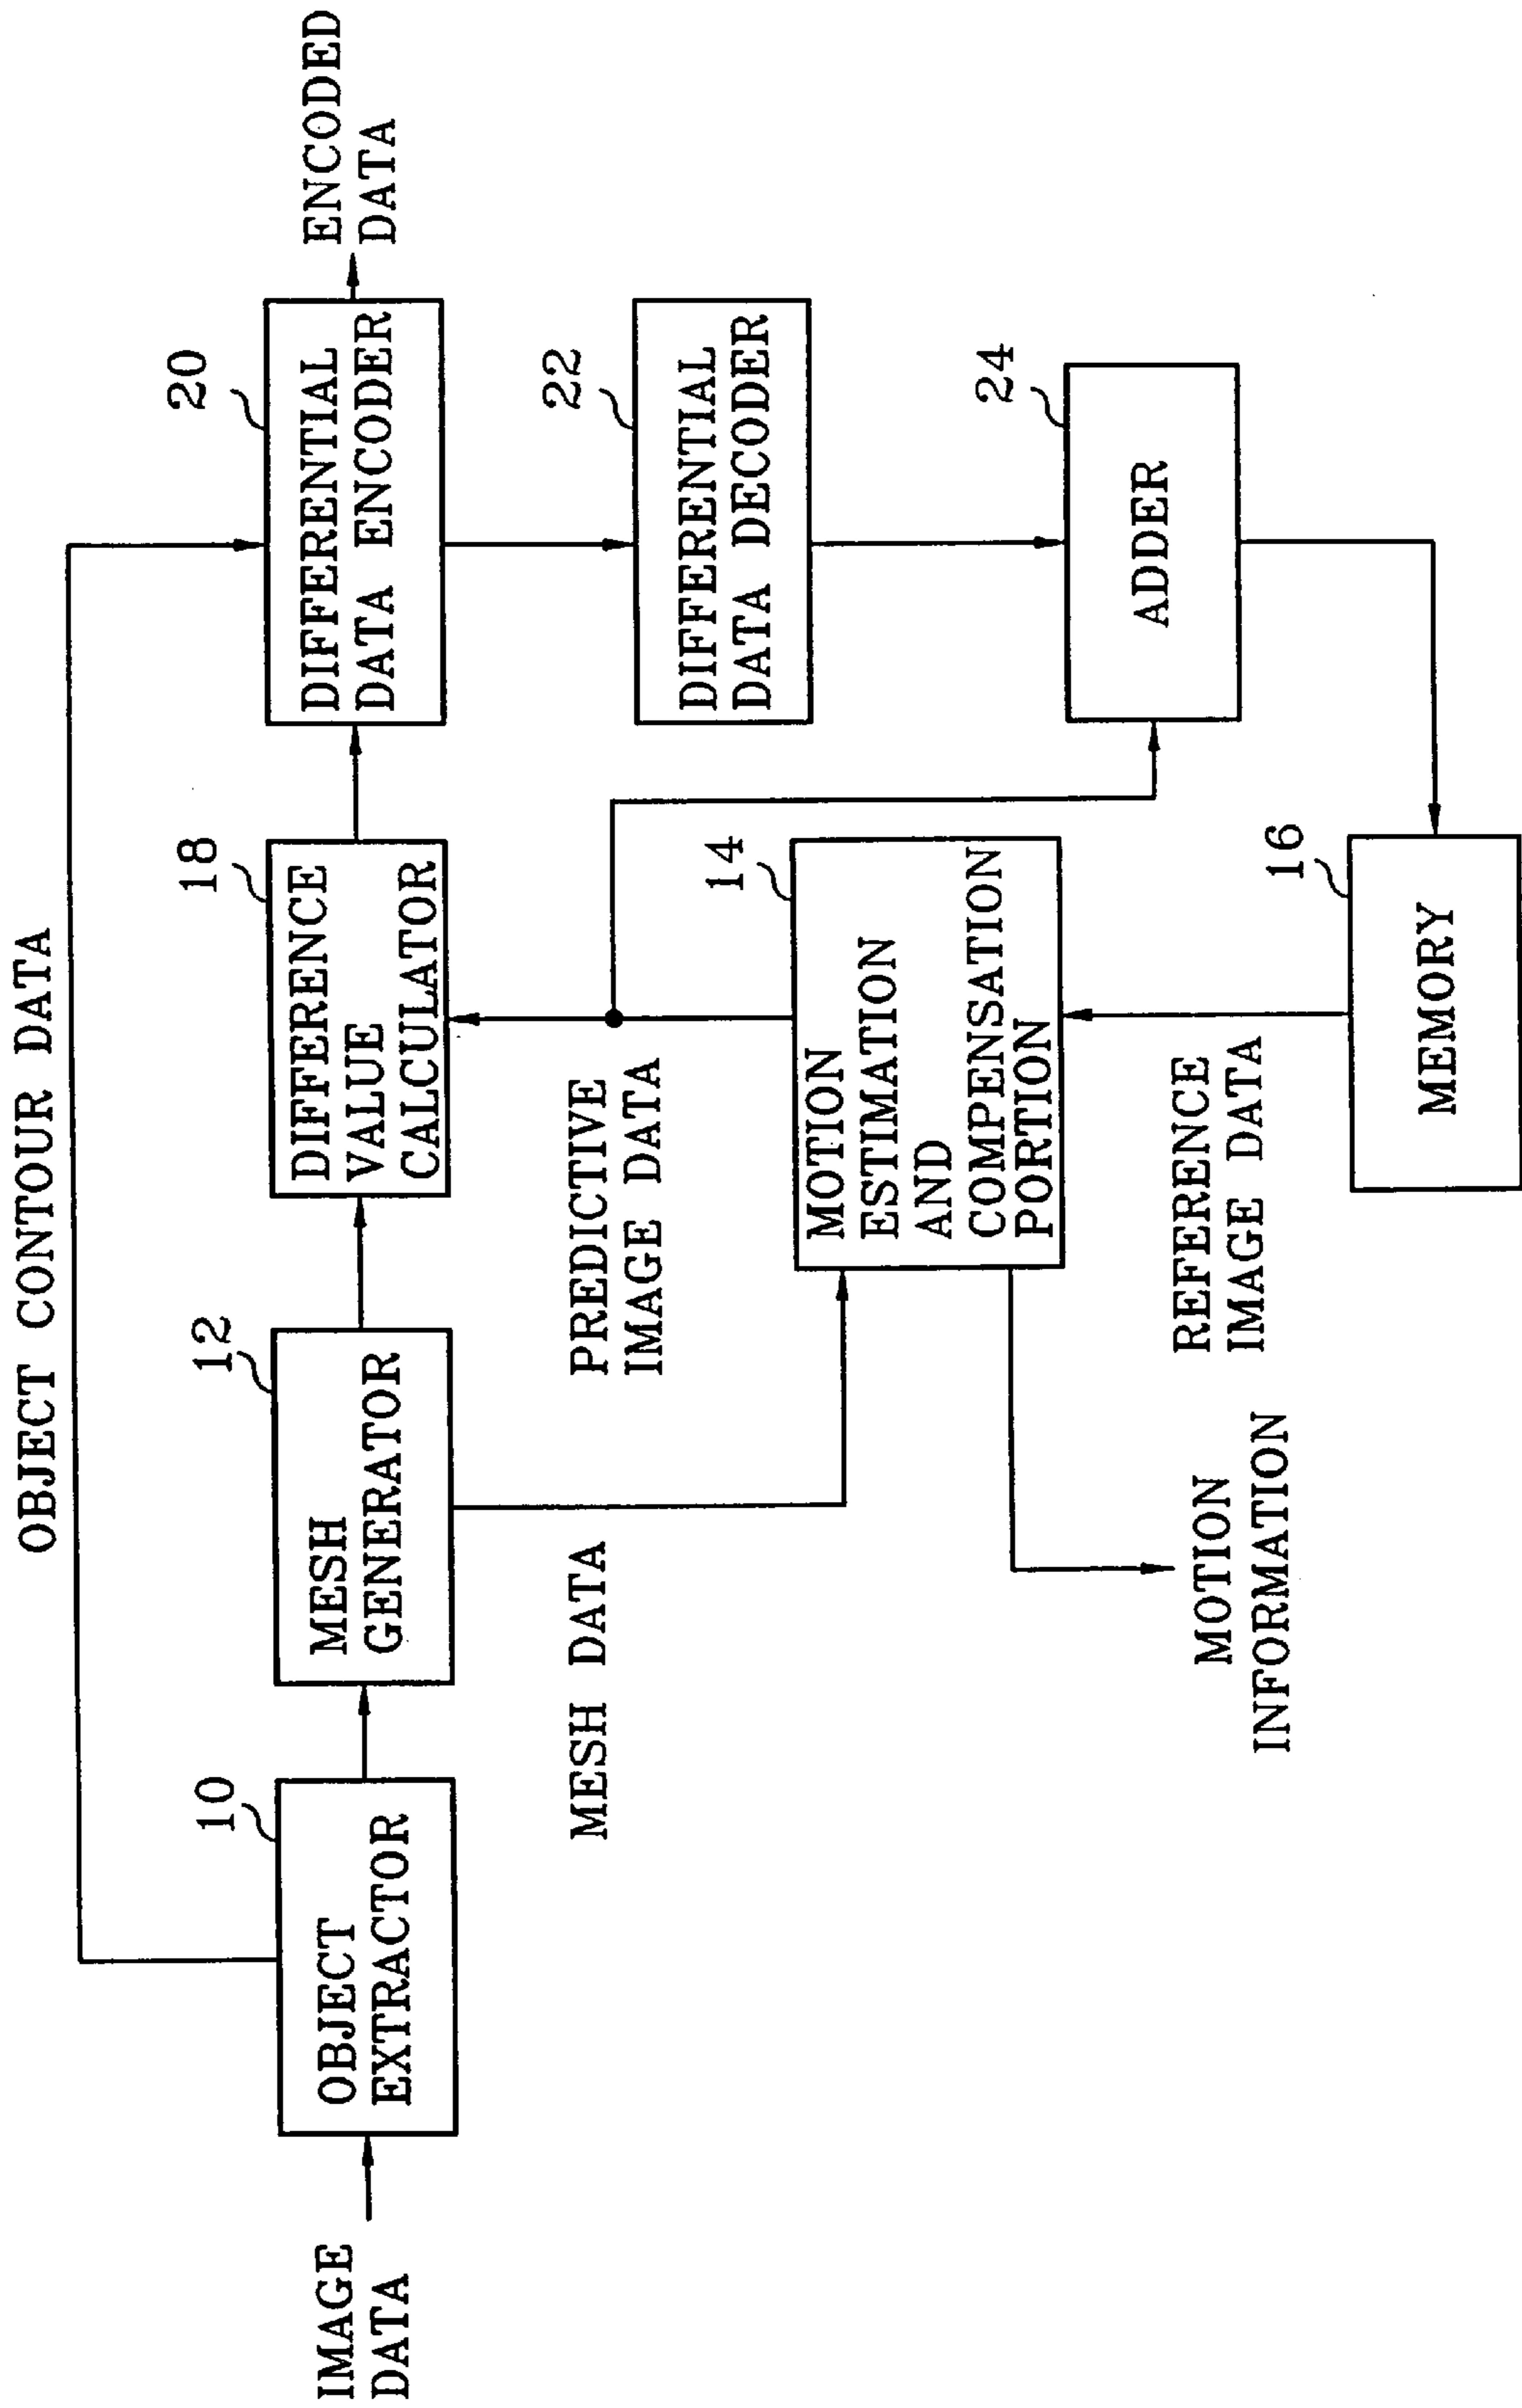 OBJECT CONTOUR DATA
IMAGE
DATA
10
OBJECT
EXTRACTOR
12
MESH
GENERATOR
18
DIFFERENCE
VALUE
CALCULATOR
20
DIFFERENTIAL
DATA ENCODER
ENCODED
DATA
MESH DATA
PREDICTIVE
IMAGE DATA
22
DIFFERENTIAL
DATA DECODER
14
MOTION
ESTIMATION
AND
COMPENSATION
PORTION
24
ADDER
MOTION
INFORMATION
REFERENCE
IMAGE DATA
16
MEMORY